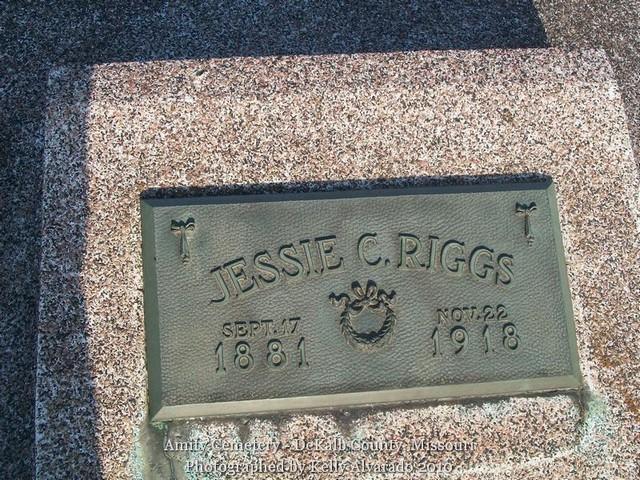 JESSIE C. RIGGS
SEPT. 17 NOV. 22
1881 1918
Amity Cemetery - DeKalb County, Missouri
Photographed by Kelly Alvarado 2010